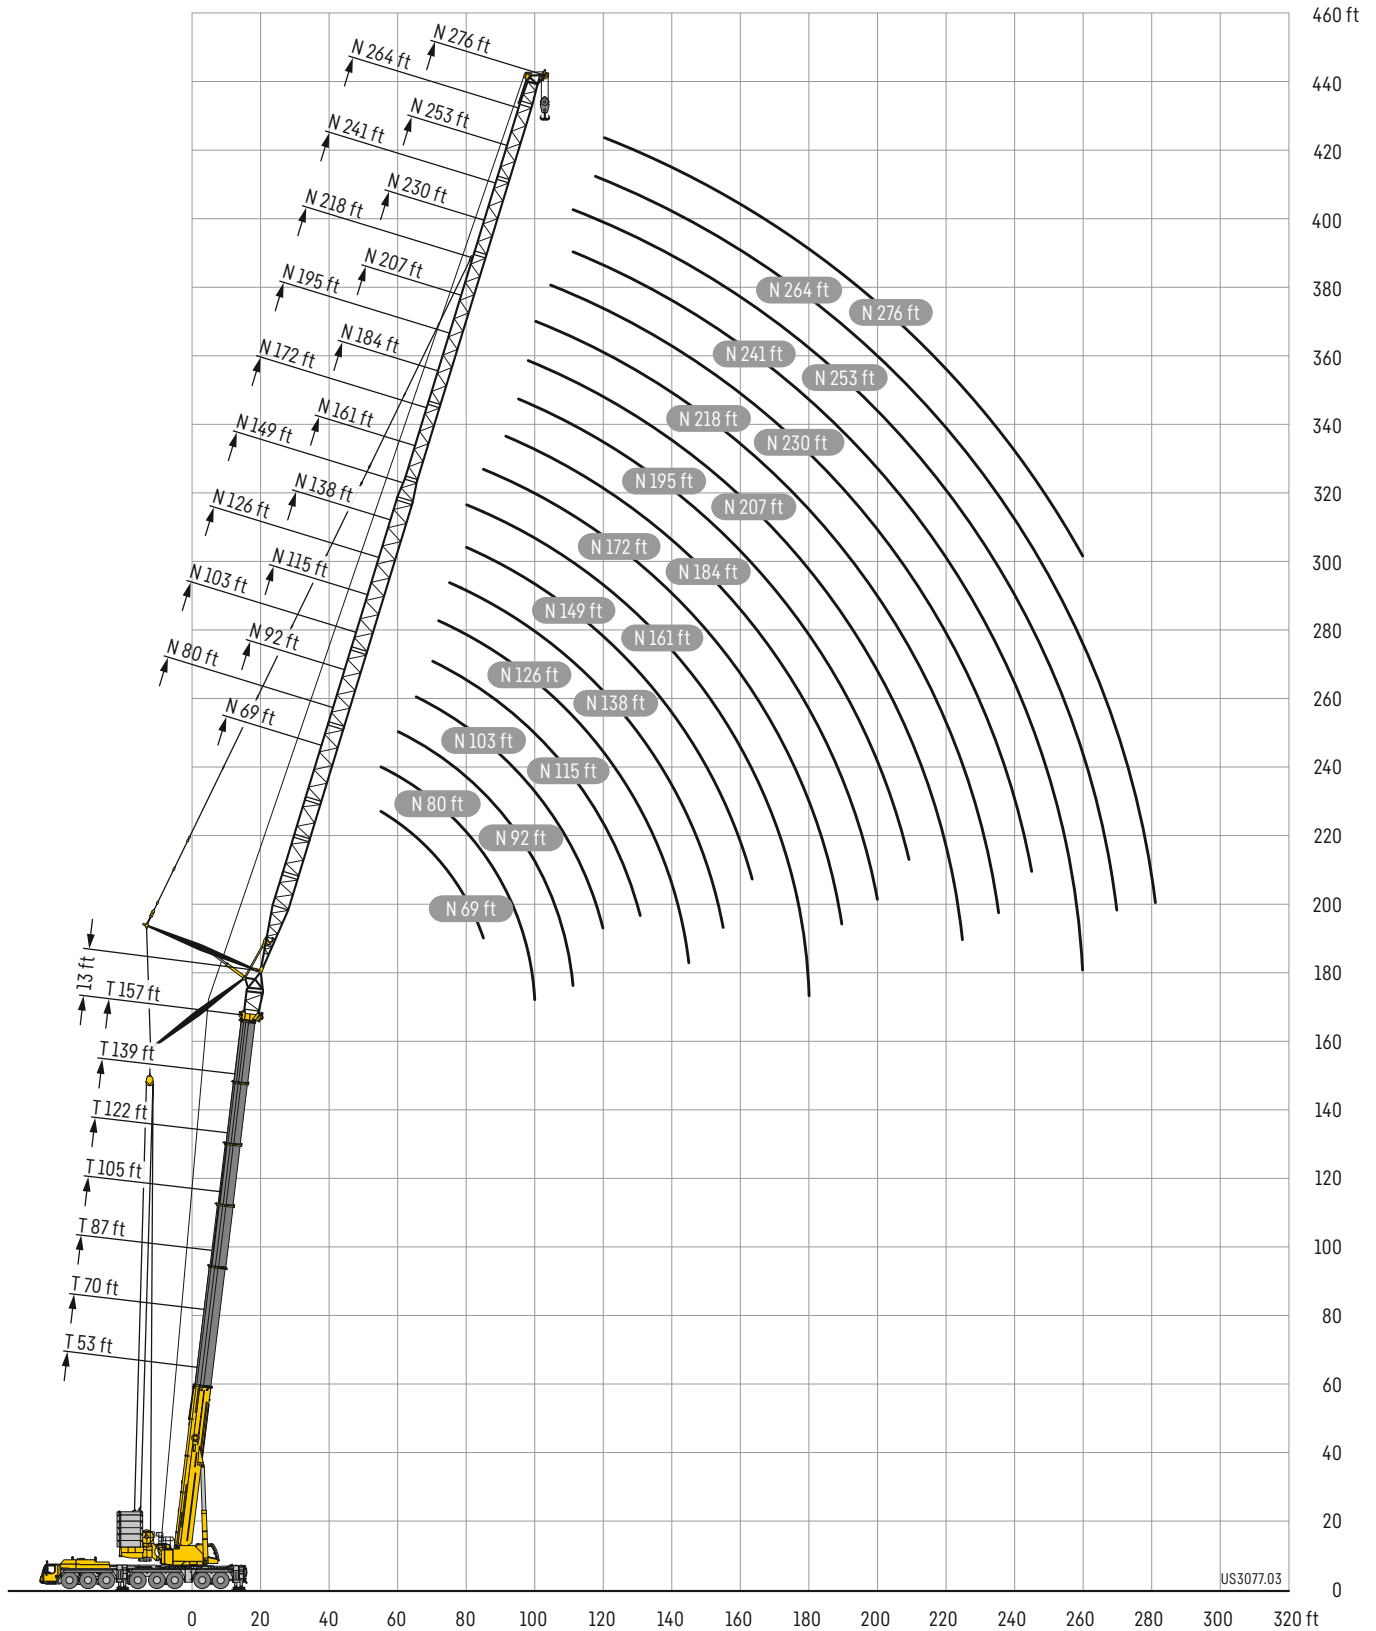 460 ft
N 276 ft
N 264 ft
440
N 253 ft
N 241 ft
420
N 230 ft
400
N 218 ft
N 207 ft
380
N 264 ft
N 195 ft
N 276 ft
N 184 ft
360
N 172 ft
N 241 ft
N 253 ft
N 161 ft
340
N 149 ft
N 218 ft
N 230 ft
N 138 ft
320
N 195 ft
N 126 ft
N 207 ft
300
N 115 ft
N 172 ft
N 103 ft
N 184 ft
280
N 92 ft
N 149 ft
N 80 ft
N 161 ft
260
N 69 ft
N 126 ft
N 138 ft
240
N 103 ft
N 115 ft
220
N 80 ft
N 92 ft
200
N 69 ft
180
13 ft
T 157 ft
160
T 139 ft
140
T 122 ft
120
T 105 ft
100
T 87 ft
80
T 70 ft
60
T 53 ft
40
20
US3077.03
0
0 20 40 60 80 100 120 140 160 180 200 220 240 260 280 300 320 ft